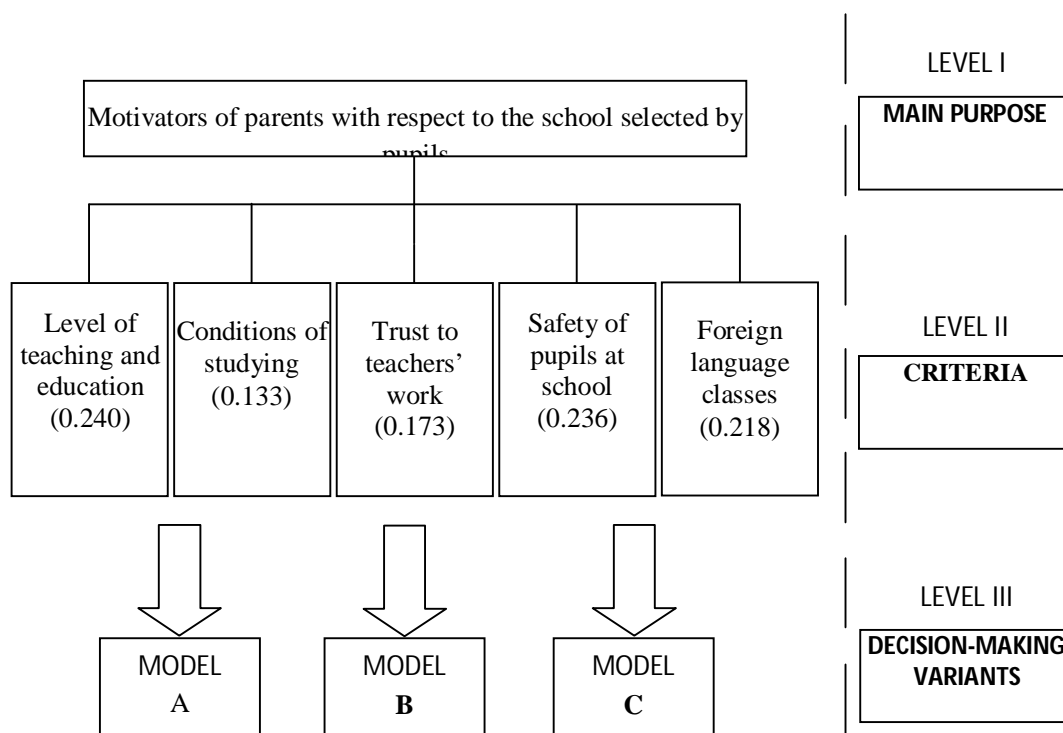 LEVEL I
MAIN PURPOSE
Motivators of parents with respect to the school selected by
pupils
Level of
teaching and
education
(0.240)
Conditions of
studying
(0.133)
Trust to
teachers’
work
(0.173)
Safety of
pupils at
school
(0.236)
Foreign
language
classes
(0.218)
LEVEL II
CRITERIA
MODEL
A
MODEL
B
MODEL
C
LEVEL III
DECISION-MAKING
VARIANTS